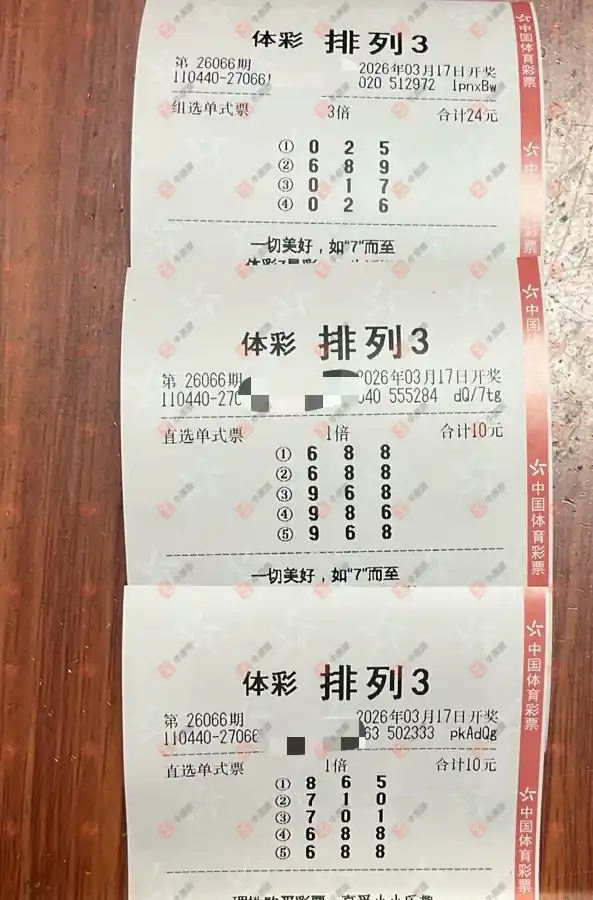 体彩 排列3
第 26066期 2026年03月17日开奖
110440-27066 020 512972 1pnxBw
组选单式票 3倍 合计24元
① 0 2 5
② 6 8 9
③ 0 1 7
④ 0 2 6
一切美好，如“7”而至
中国体育彩票
体彩 排列3
第 26066期 2026年03月17日开奖
110440-270 040 555284 dQ/7tg
直选单式票 1倍 合计10元
① 6 8 8
② 6 8 8
③ 9 6 8
④ 9 8 6
⑤ 9 6 8
一切美好，如“7”而至
中国体育彩票
体彩 排列3
第 26066期 2026年03月17日开奖
110440-2706 63 502333 pkAdQg
直选单式票 1倍 合计10元
① 8 6 5
② 7 1 0
③ 7 0 1
④ 6 8 8
⑤ 6 8 8
中国体育彩票
中国体育彩票